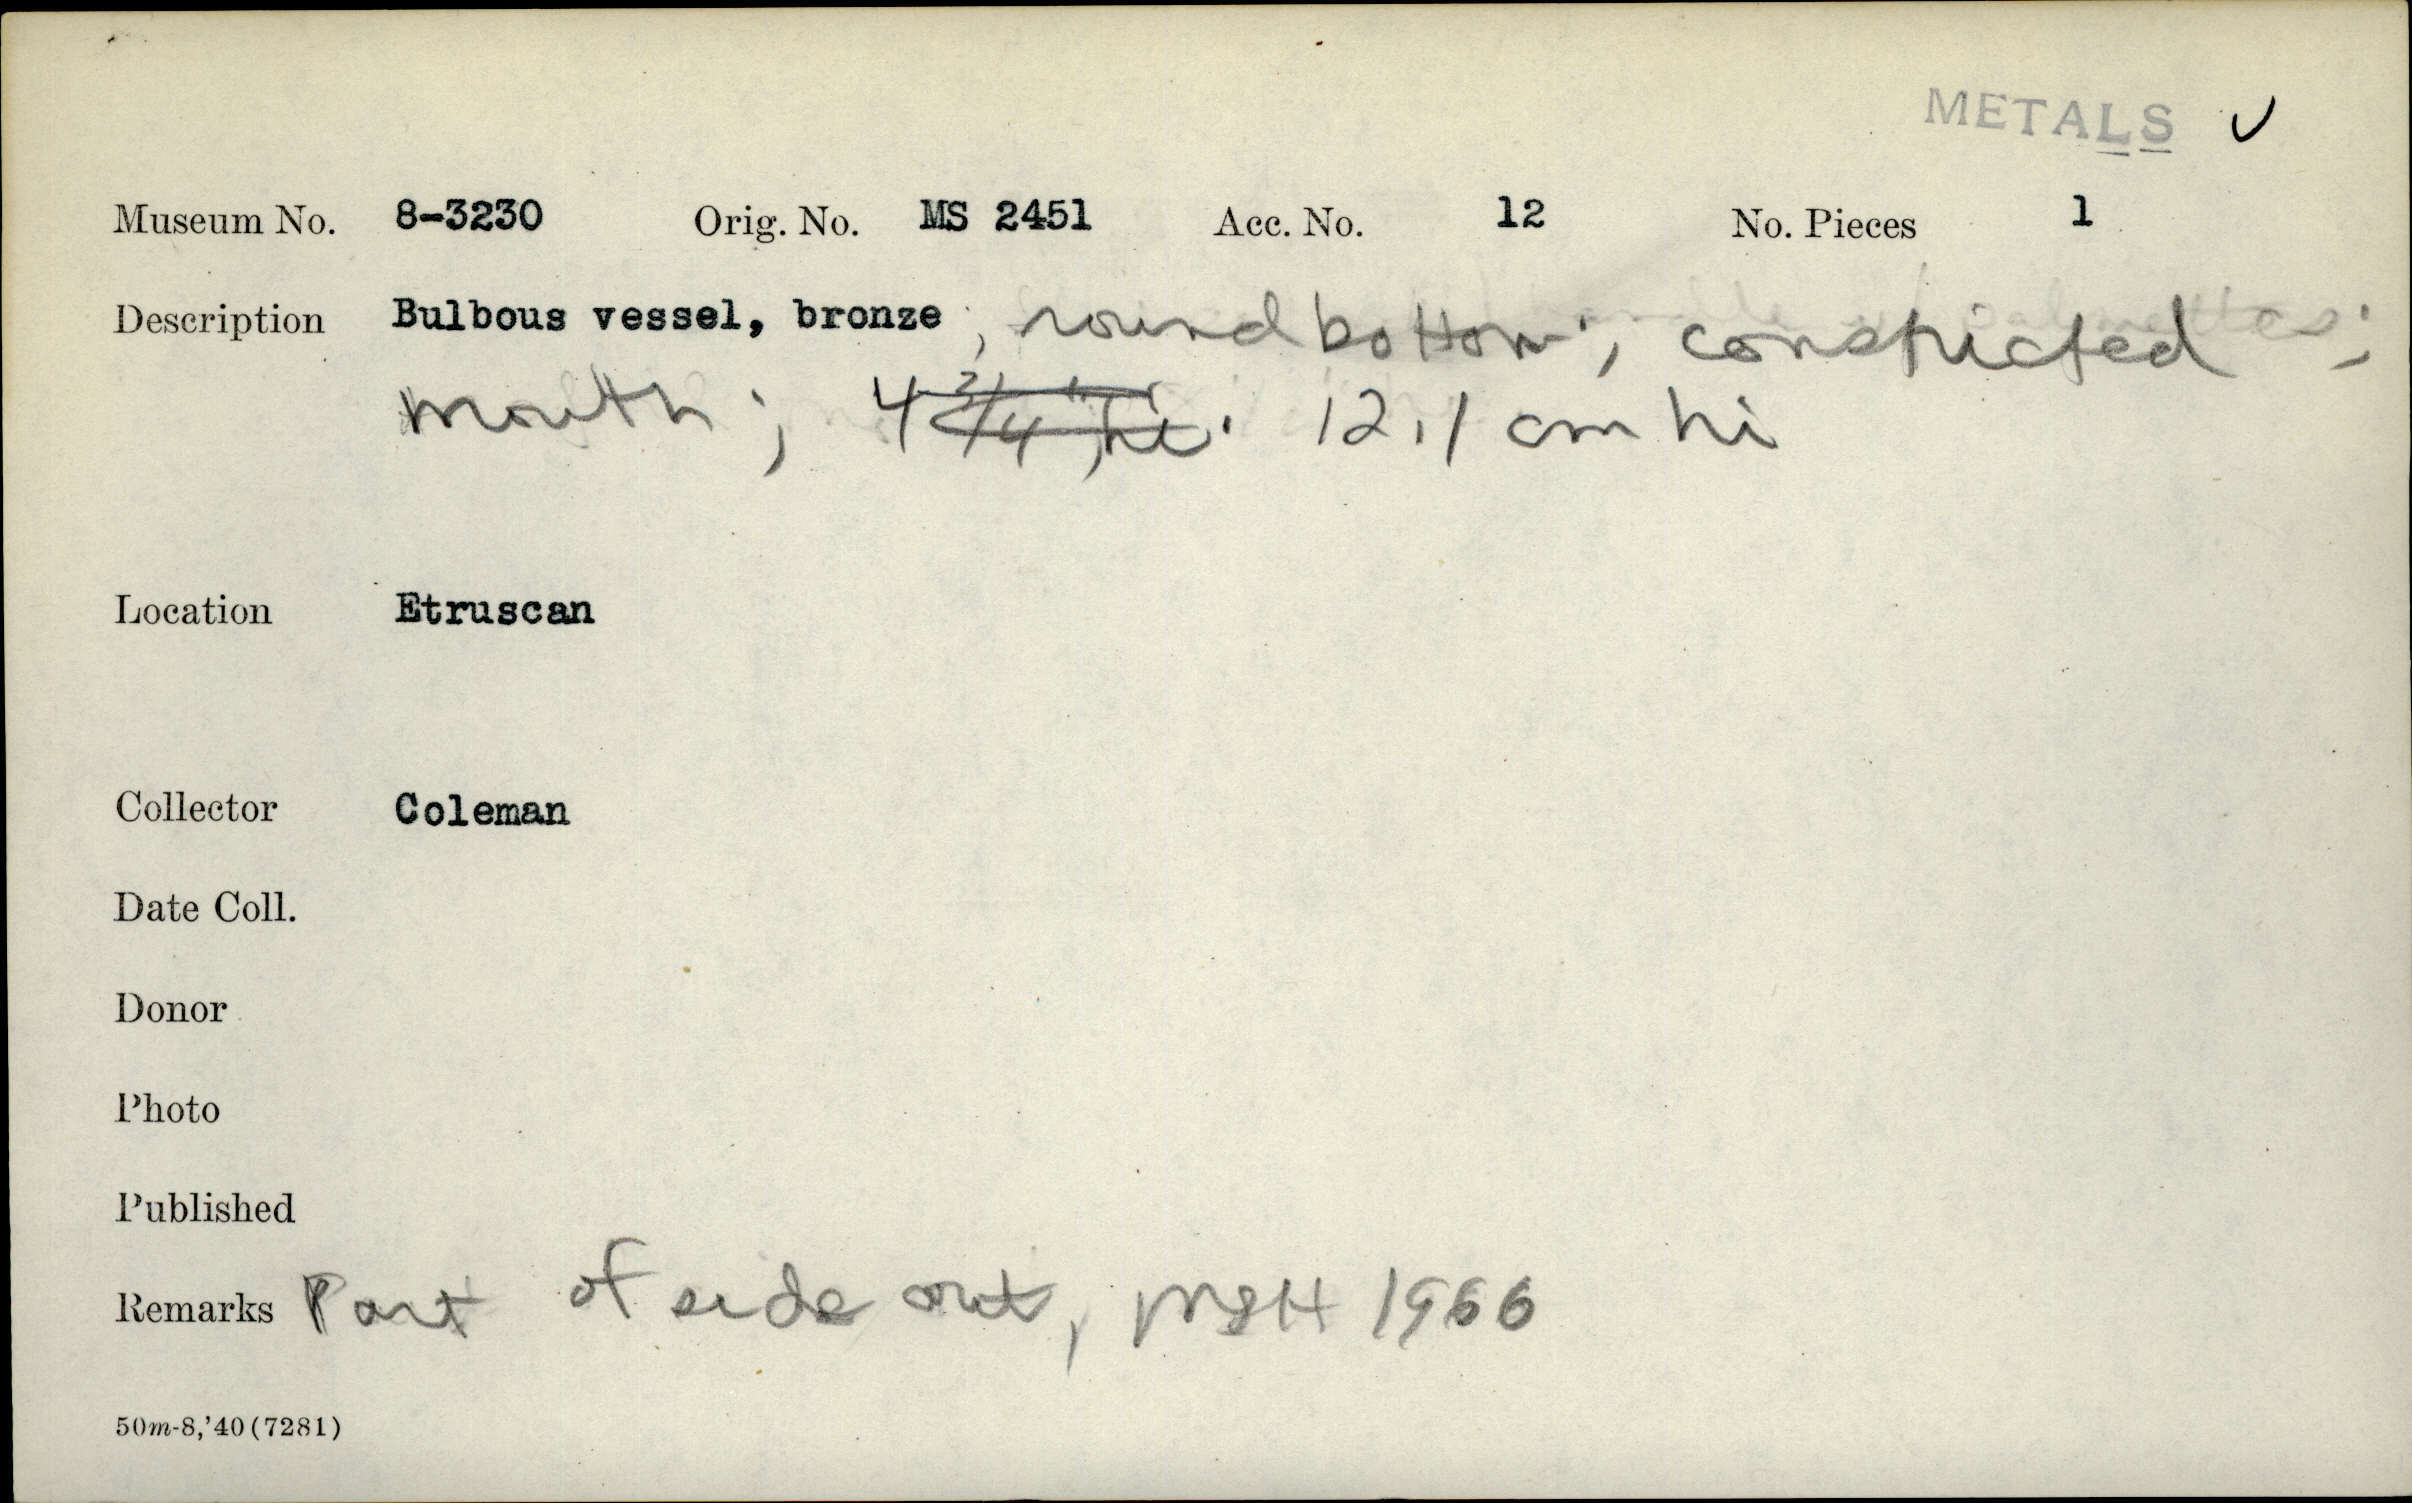 METALS ✓
Museum No. 8-3230 Orig. No. MS 2451 Acc. No. 12 No. Pieces 1
Description Bulbous vessel, bronze ; round bottom ; constricted
mouth ; 4 3/4" hi. 12.1 cm hi
Location Etruscan
Collector Coleman
Date Coll.
Donor
Photo
Published
Remarks Part of side out, 1966
50m-8,'40(7281)